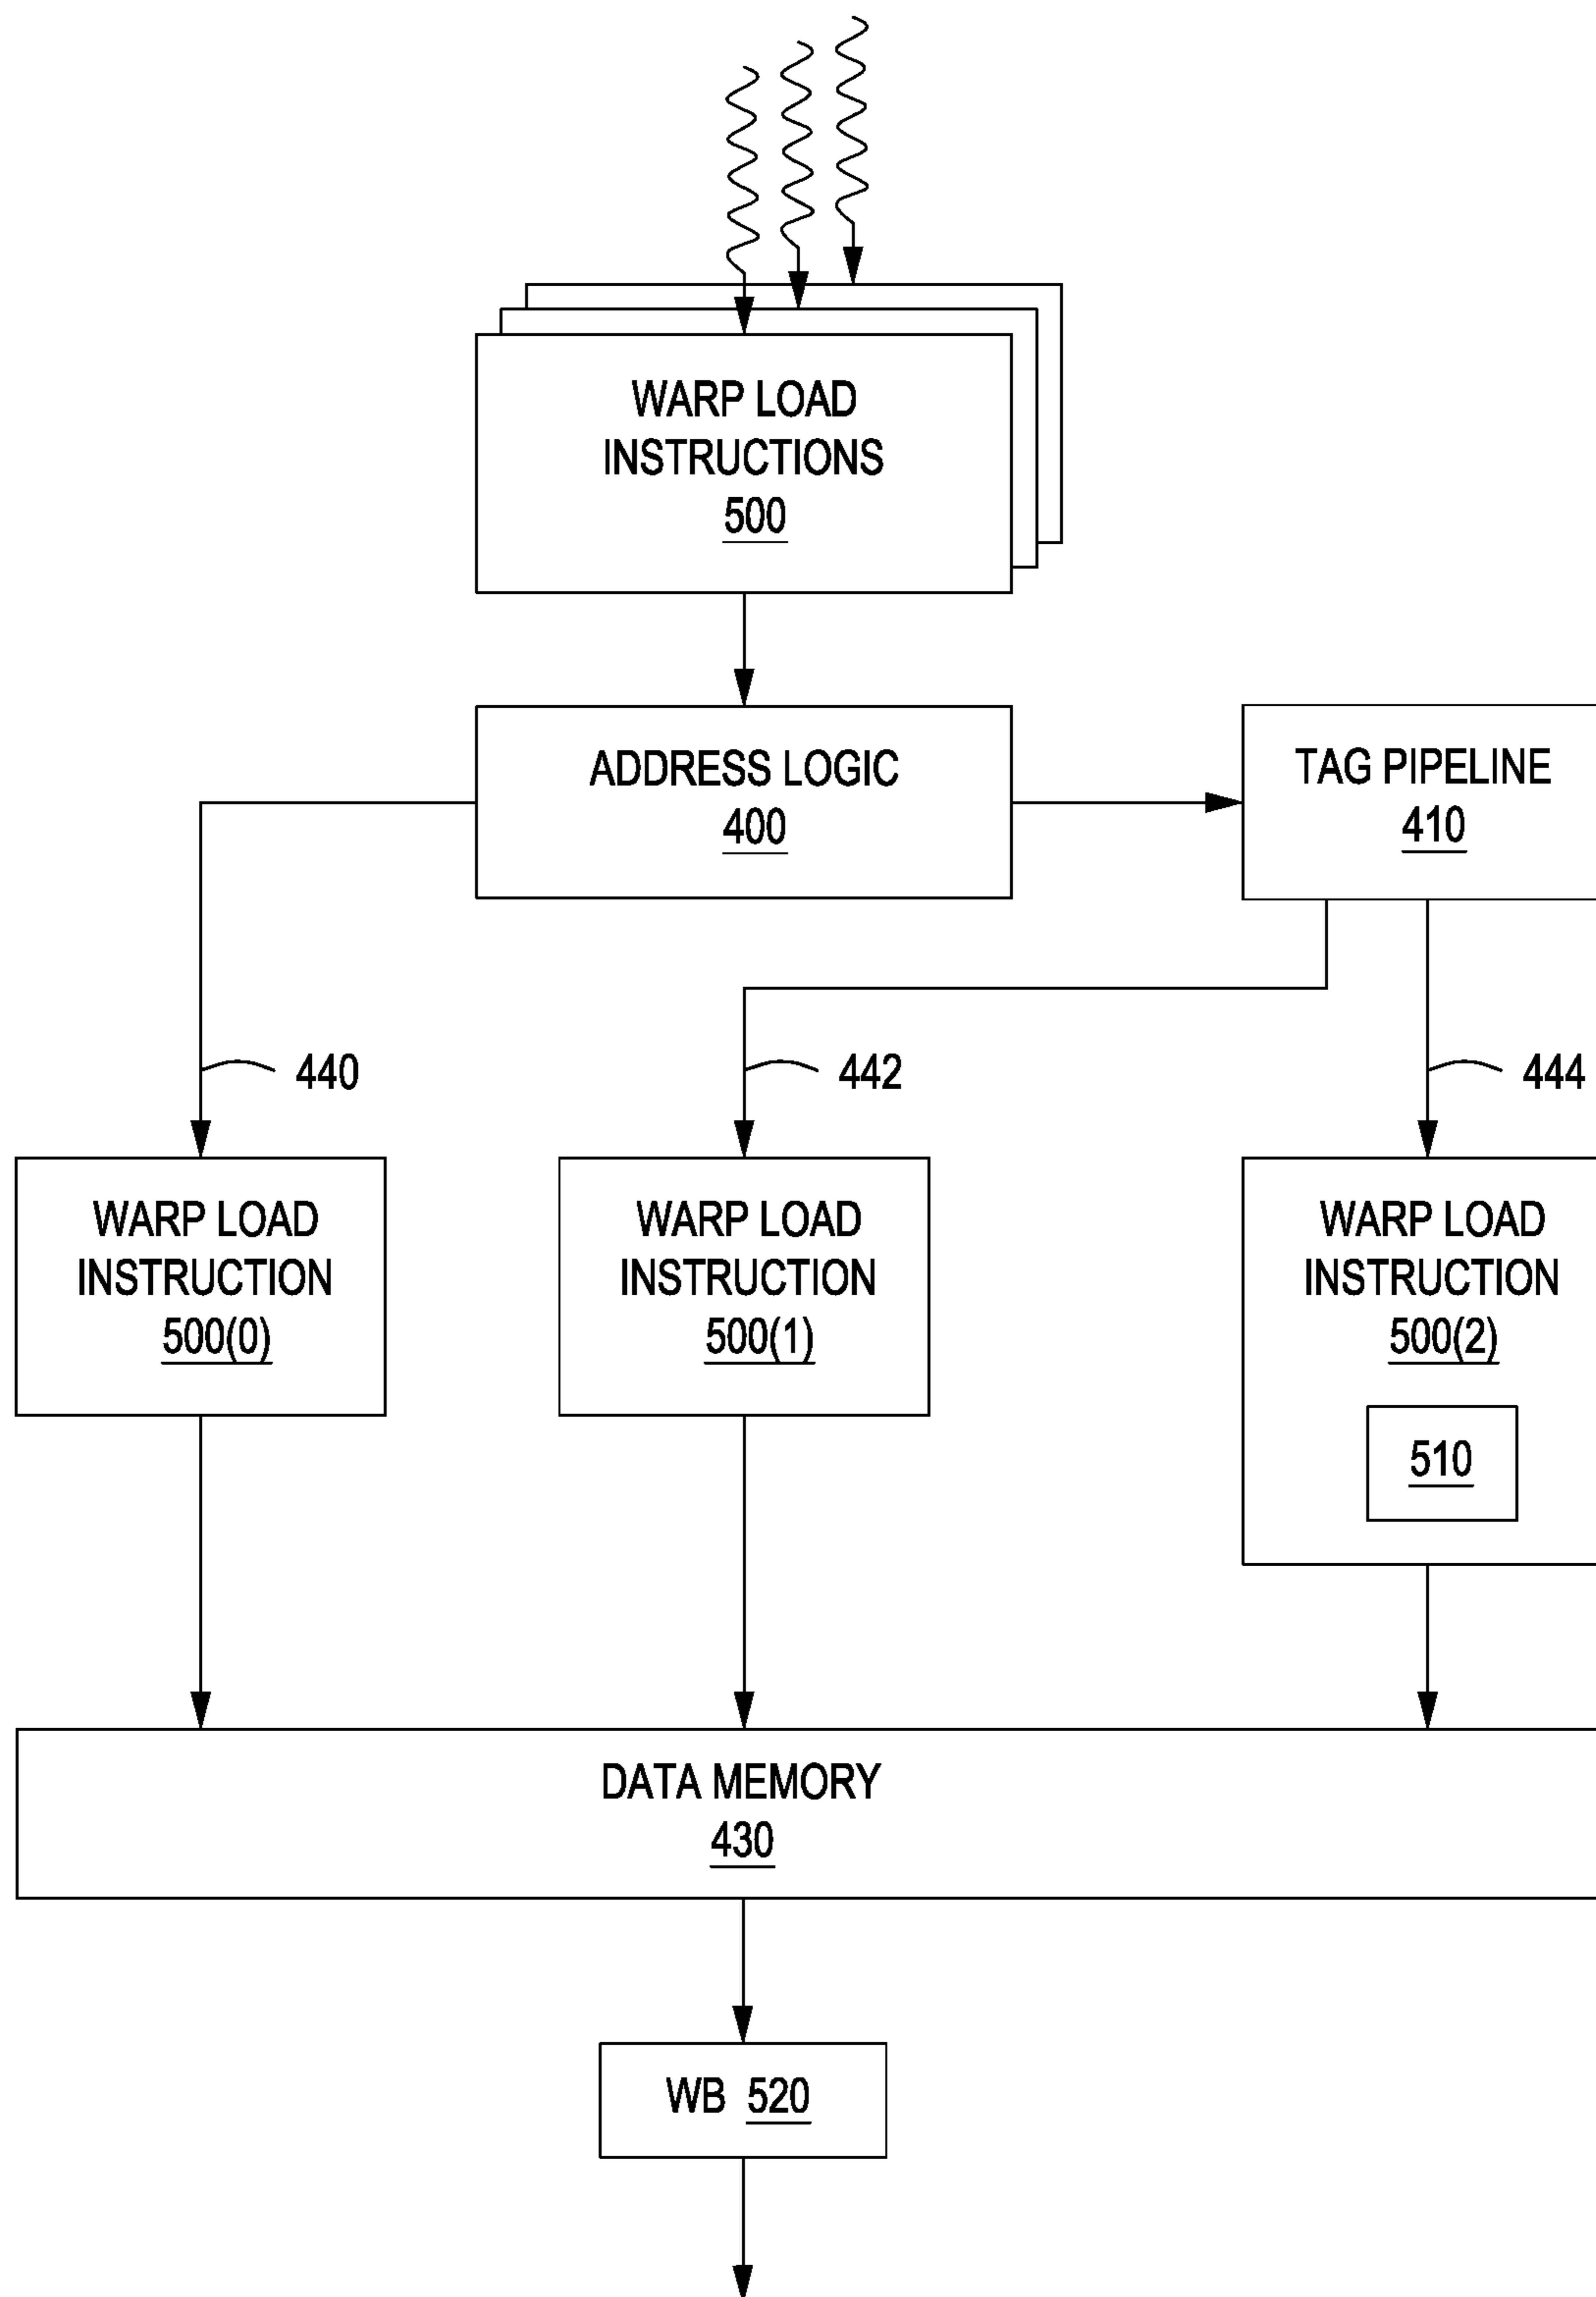 WARP LOAD
INSTRUCTIONS
500
ADDRESS LOGIC
400
TAG PIPELINE
410
440
442
444
WARP LOAD
INSTRUCTION
500(0)
WARP LOAD
INSTRUCTION
500(1)
WARP LOAD
INSTRUCTION
500(2)
510
DATA MEMORY
430
WB 520